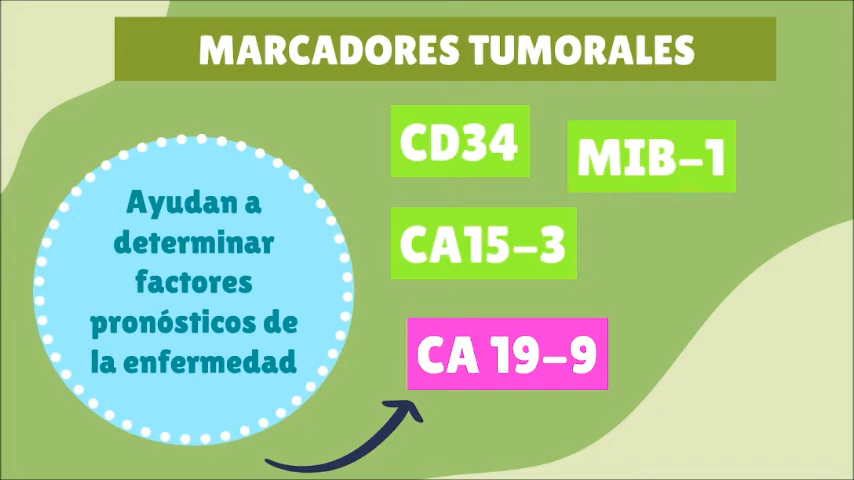 MARCADORES TUMORALES
Ayudan a
determinar
factores
pronósticos de
la enfermedad
CD34
MIB-1
CA15-3
CA 19-9